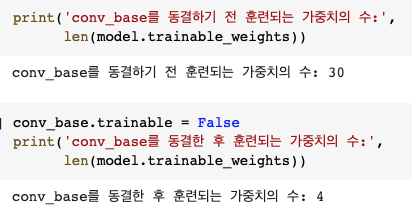 print('conv_base를 동결하기 전 훈련되는 가중치의 수:',
len(model.trainable_weights))
conv_base를 동결하기 전 훈련되는 가중치의 수: 30
conv_base.trainable = False
print('conv_base를 동결한 후 훈련되는 가중치의 수:',
len(model.trainable_weights))
conv_base를 동결한 후 훈련되는 가중치의 수: 4